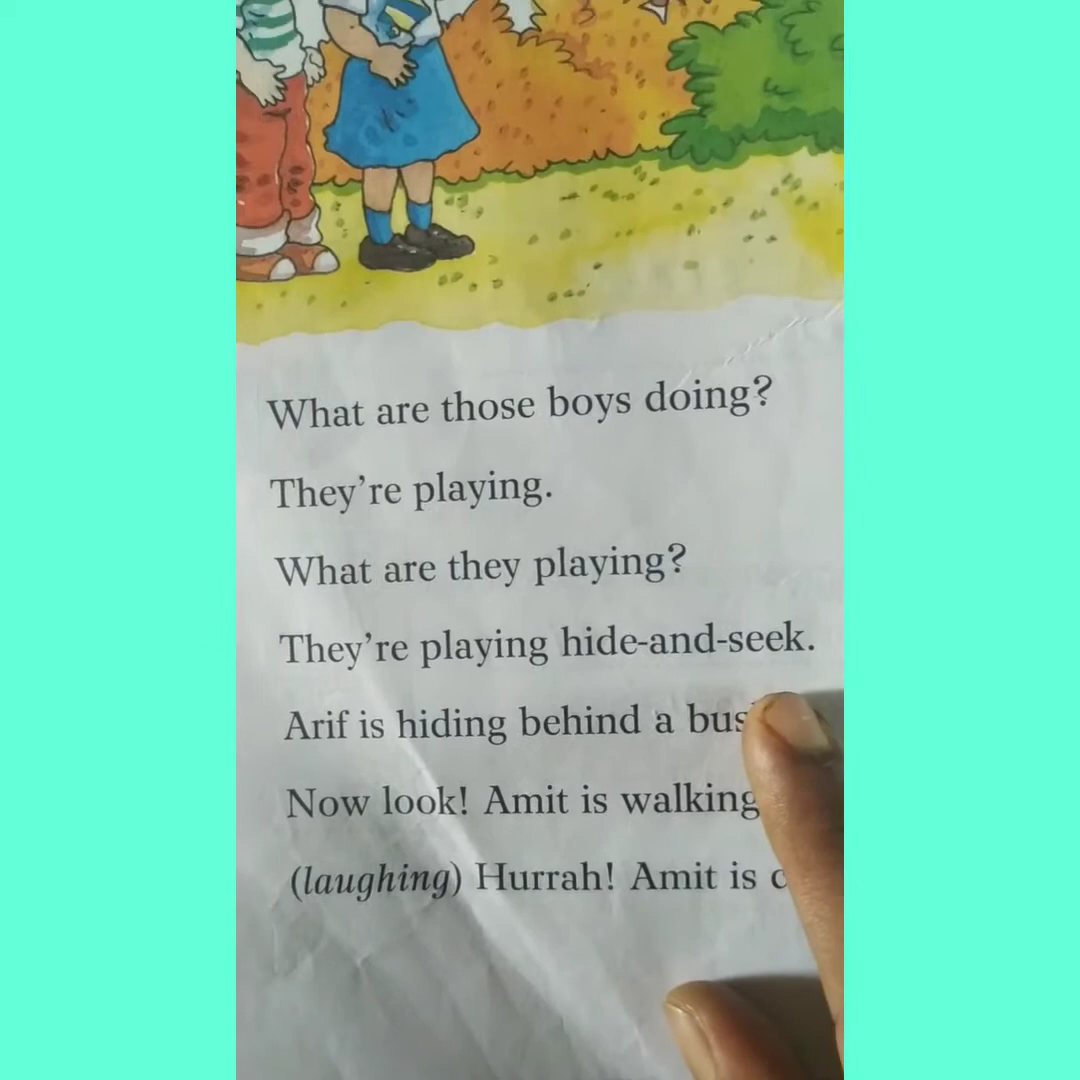 What are those boys doing?
They're playing.
What are they playing?
They're playing hide-and-seek.
Arif is hiding behind a
Now look! Amit is walking
(laughing) Hurrah! Amit is